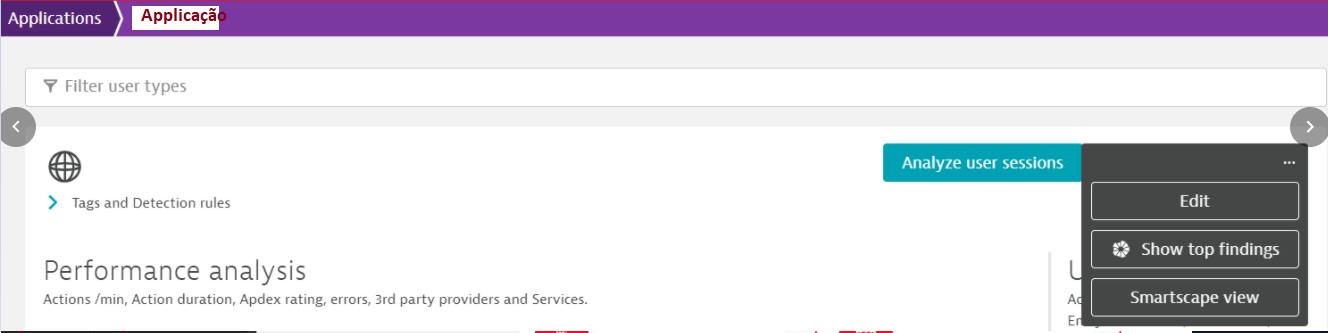 Applications
Applicação
Filter user types
Analyze user sessions
...
Edit
Tags and Detection rules
Show top findings
Performance analysis
Actions /min, Action duration, Apdex rating, errors, 3rd party providers and Services.
Smartscape view